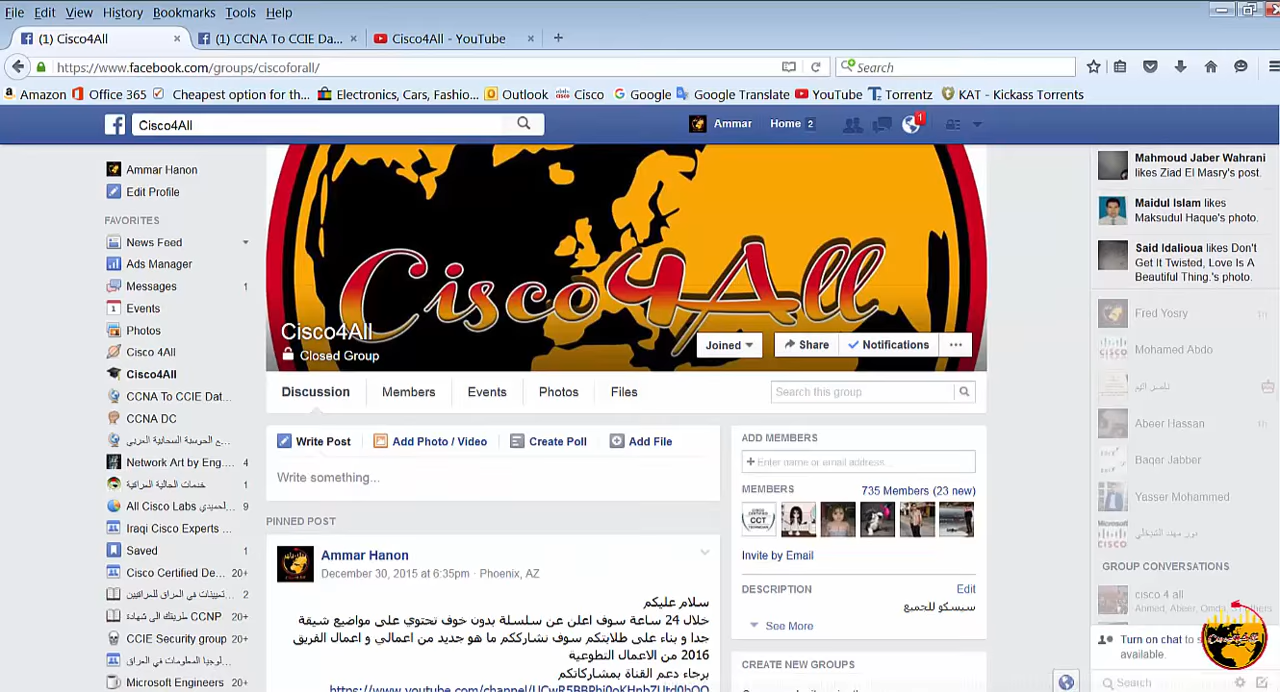 File Edit View History Bookmarks Tools Help
(1) Cisco4All × (1) CCNA To CCIE Da... × Cisco4All - YouTube × +
https://www.facebook.com/groups/ciscoforall/ Search
Amazon Office 365 Cheapest option for th... Electronics, Cars, Fashio... Outlook Cisco Google Google Translate YouTube Torrentz KAT - Kickass Torrents
Cisco4All Ammar Home 2 1
Ammar Hanon
Edit Profile
FAVORITES
News Feed
Ads Manager
Messages 1
Events
Photos
Cisco 4All
Cisco4All
CCNA To CCIE Dat...
CCNA DC
Network Art by Eng.... 4
1
All Cisco Labs 9
Iraqi Cisco Experts ...
Saved 1
Cisco Certified De... 20+
2
CCNP طريقك الى شهادة 20+
CCIE Security group 20+
20+
Microsoft Engineers 20+
Cisco4All
Cisco4All
Closed Group
Joined Share Notifications ...
Discussion Members Events Photos Files Search this group
Write Post Add Photo / Video Create Poll Add File
Write something...
PINNED POST
Ammar Hanon
December 30, 2015 at 6:35pm · Phoenix, AZ
سلام عليكم
خلال 24 ساعة سوف اعلن عن سلسلة بدون خوف تحتوي على مواضيع شيقة
جدا و بناء على طلابتكم سوف نشارككم ما هو جديد من اعمالي و اعمال الفريق
2016 من الاعمال التطوعية
برجاء دعم القناة بمشاركاتكم
ADD MEMBERS
+ Enter name or email address...
MEMBERS 735 Members (23 new)
Invite by Email
DESCRIPTION Edit
سيسكو للجميع
See More
CREATE NEW GROUPS
Mahmoud Jaber Wahrani
likes Ziad El Masry's post.
Maidul Islam likes
Maksudul Haque's photo.
Said Idalioua likes Don't
Get It Twisted, Love Is A
Beautiful Thing.'s photo.
Fred Yosry
Mohamed Abdo
Abeer Hassan
Baqer Jabber
Yasser Mohammed
GROUP CONVERSATIONS
cisco 4 all
Ahmed, Abeer, Omda,
Turn on chat to
available.
Search
Cisco4All